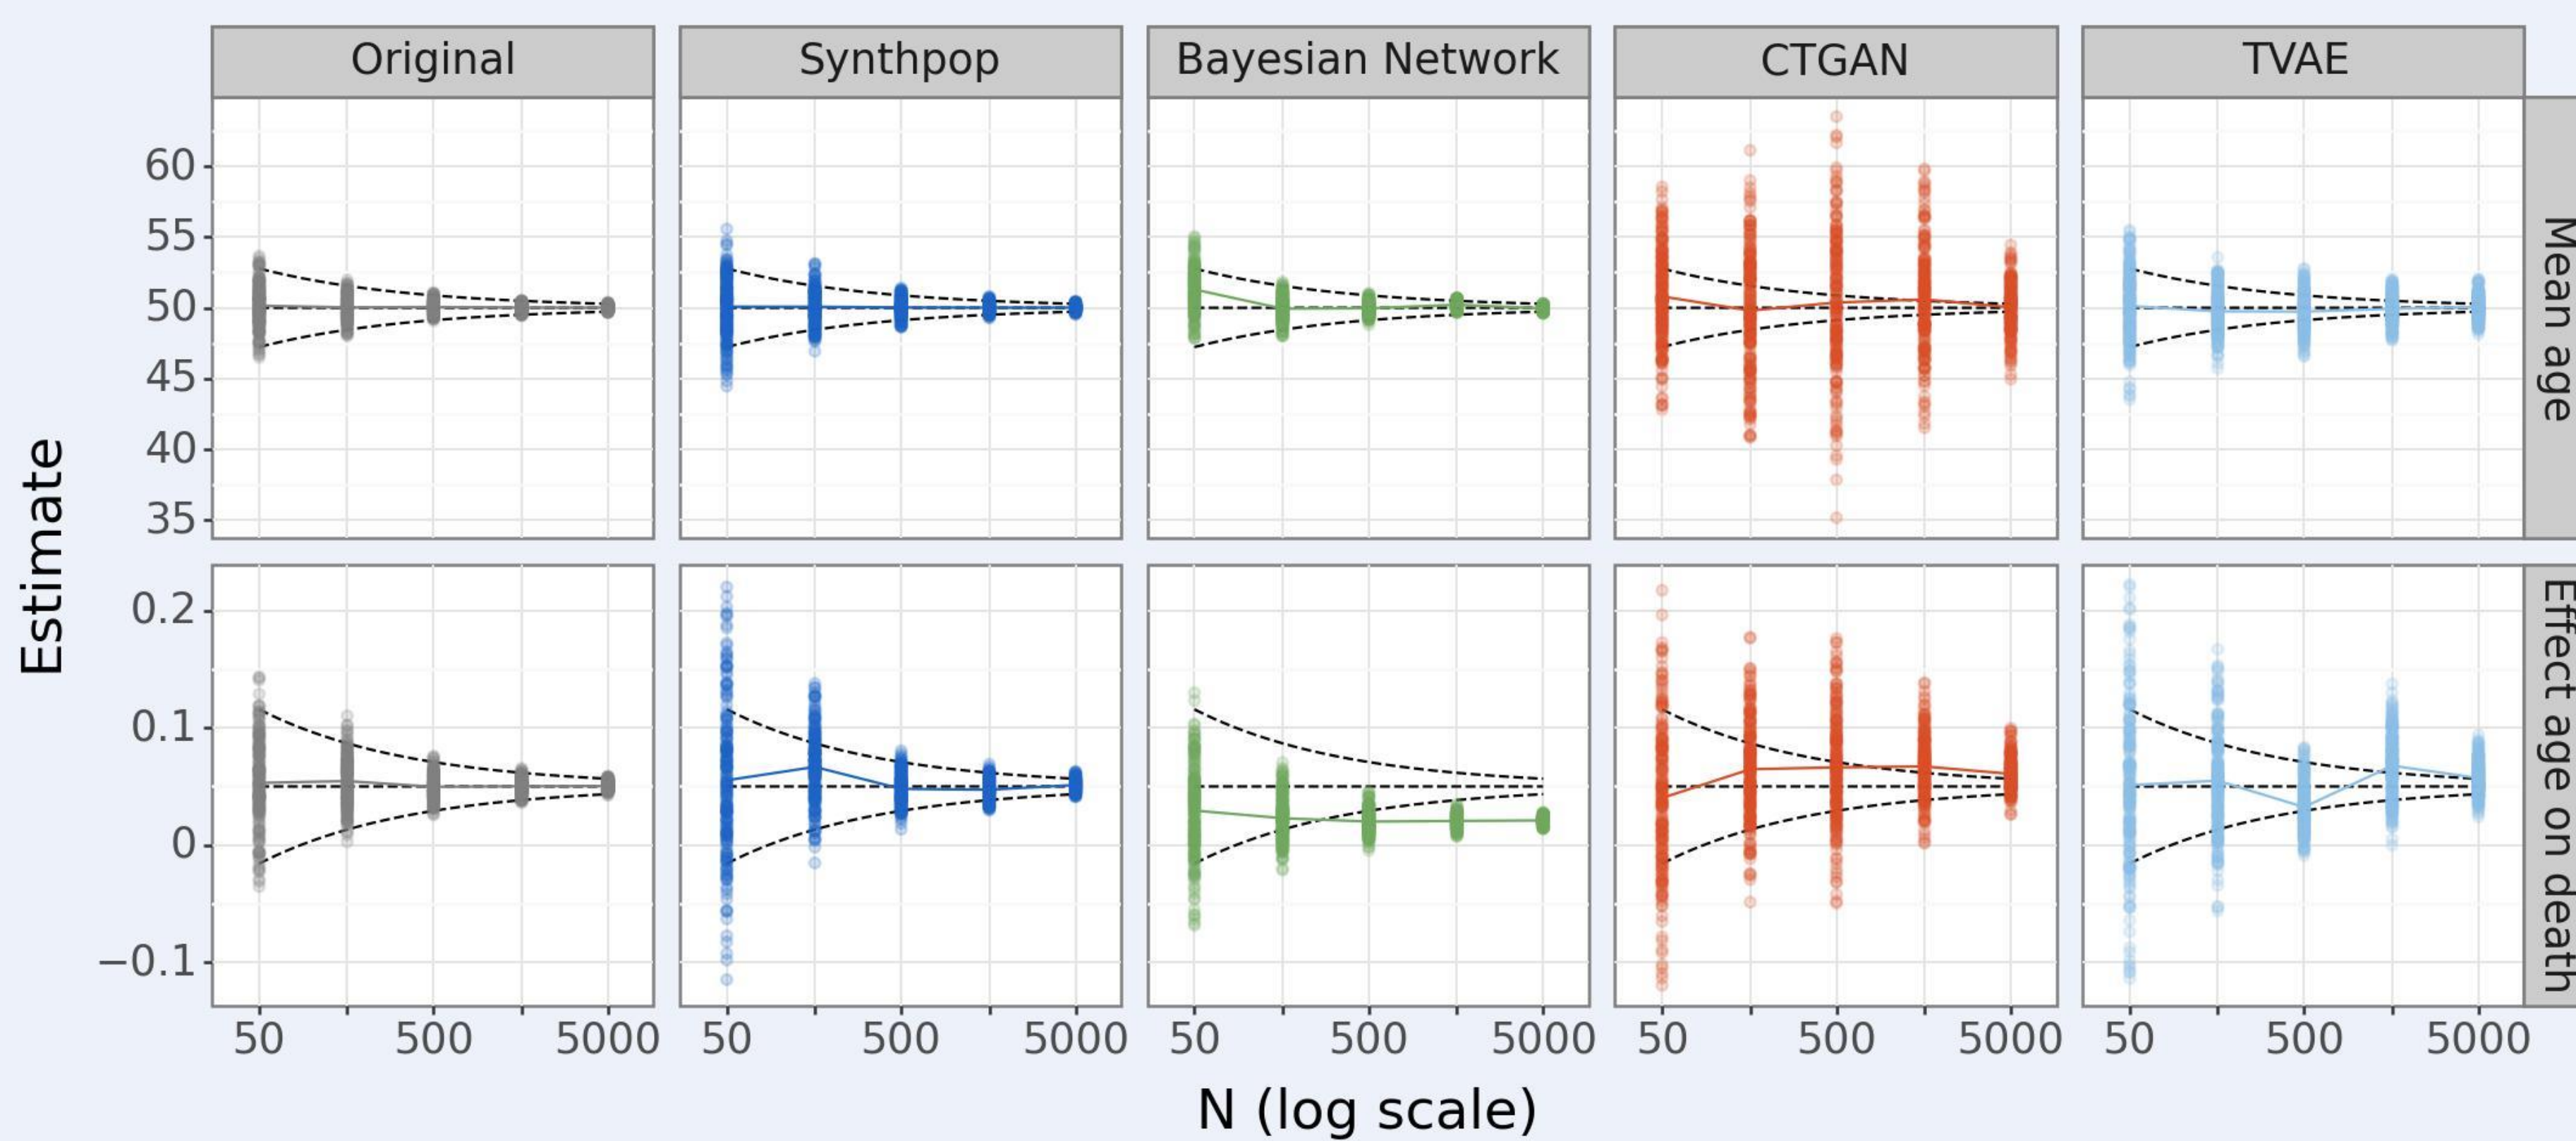 Original
Synthpop
Bayesian Network
CTGAN
TVAE
Estimate
60
55
50
45
40
35
Mean age
0.2
0.1
0
−0.1
Effect age on death
50 500 5000
50 500 5000
50 500 5000
50 500 5000
50 500 5000
N (log scale)